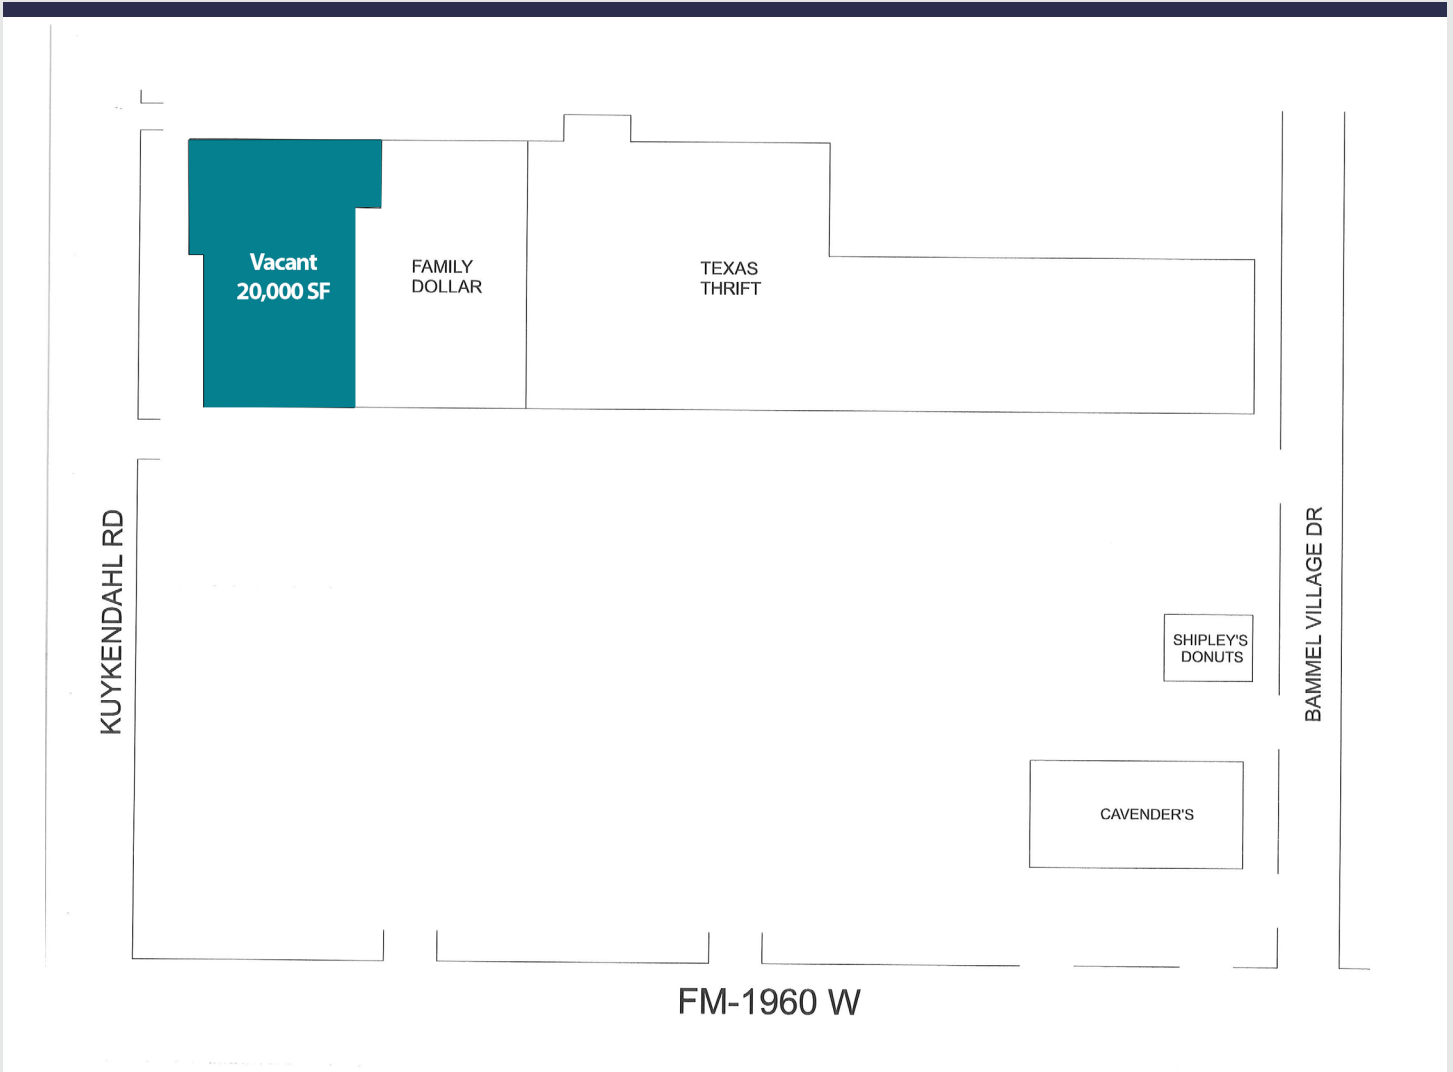 Vacant
20,000 SF
FAMILY
DOLLAR
TEXAS
THRIFT
KUYKENDAHL RD
BAMMEL VILLAGE DR
SHIPLEY'S
DONUTS
CAVENDER'S
FM-1960 W